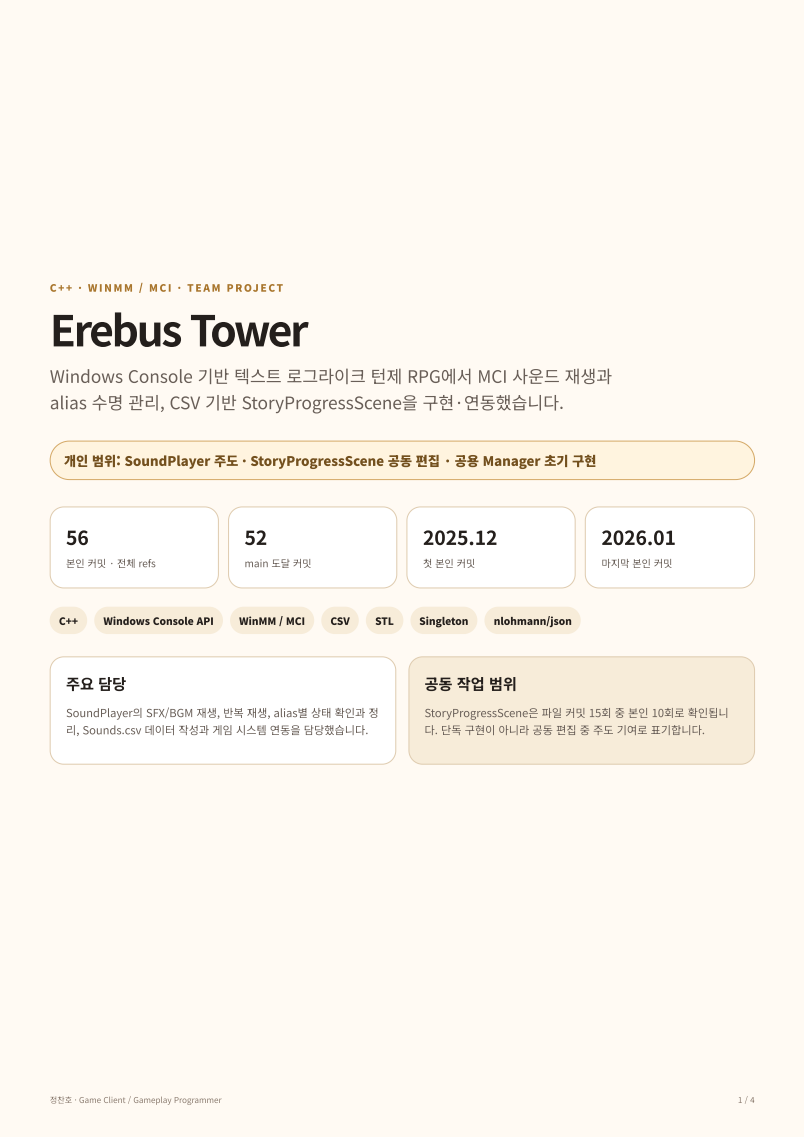 C++ · WINMM / MCI · TEAM PROJECT
Erebus Tower
Windows Console 기반 텍스트 로그라이크 턴제 RPG에서 MCI 사운드 재생과
alias 수명 관리, CSV 기반 StoryProgressScene을 구현·연동했습니다.
개인 범위: SoundPlayer 주도 · StoryProgressScene 공동 편집 · 공용 Manager 초기 구현
56
본인 커밋 · 전체 refs
52
main 도달 커밋
2025.12
첫 본인 커밋
2026.01
마지막 본인 커밋
C++
Windows Console API
WinMM / MCI
CSV
STL
Singleton
nlohmann/json
주요 담당
SoundPlayer의 SFX/BGM 재생, 반복 재생, alias별 상태 확인과 정
리, Sounds.csv 데이터 작성과 게임 시스템 연동을 담당했습니다.
공동 작업 범위
StoryProgressScene은 파일 커밋 15회 중 본인 10회로 확인됩니
다. 단독 구현이 아니라 공동 편집 중 주도 기여로 표기합니다.
정찬호 · Game Client / Gameplay Programmer
1 / 4